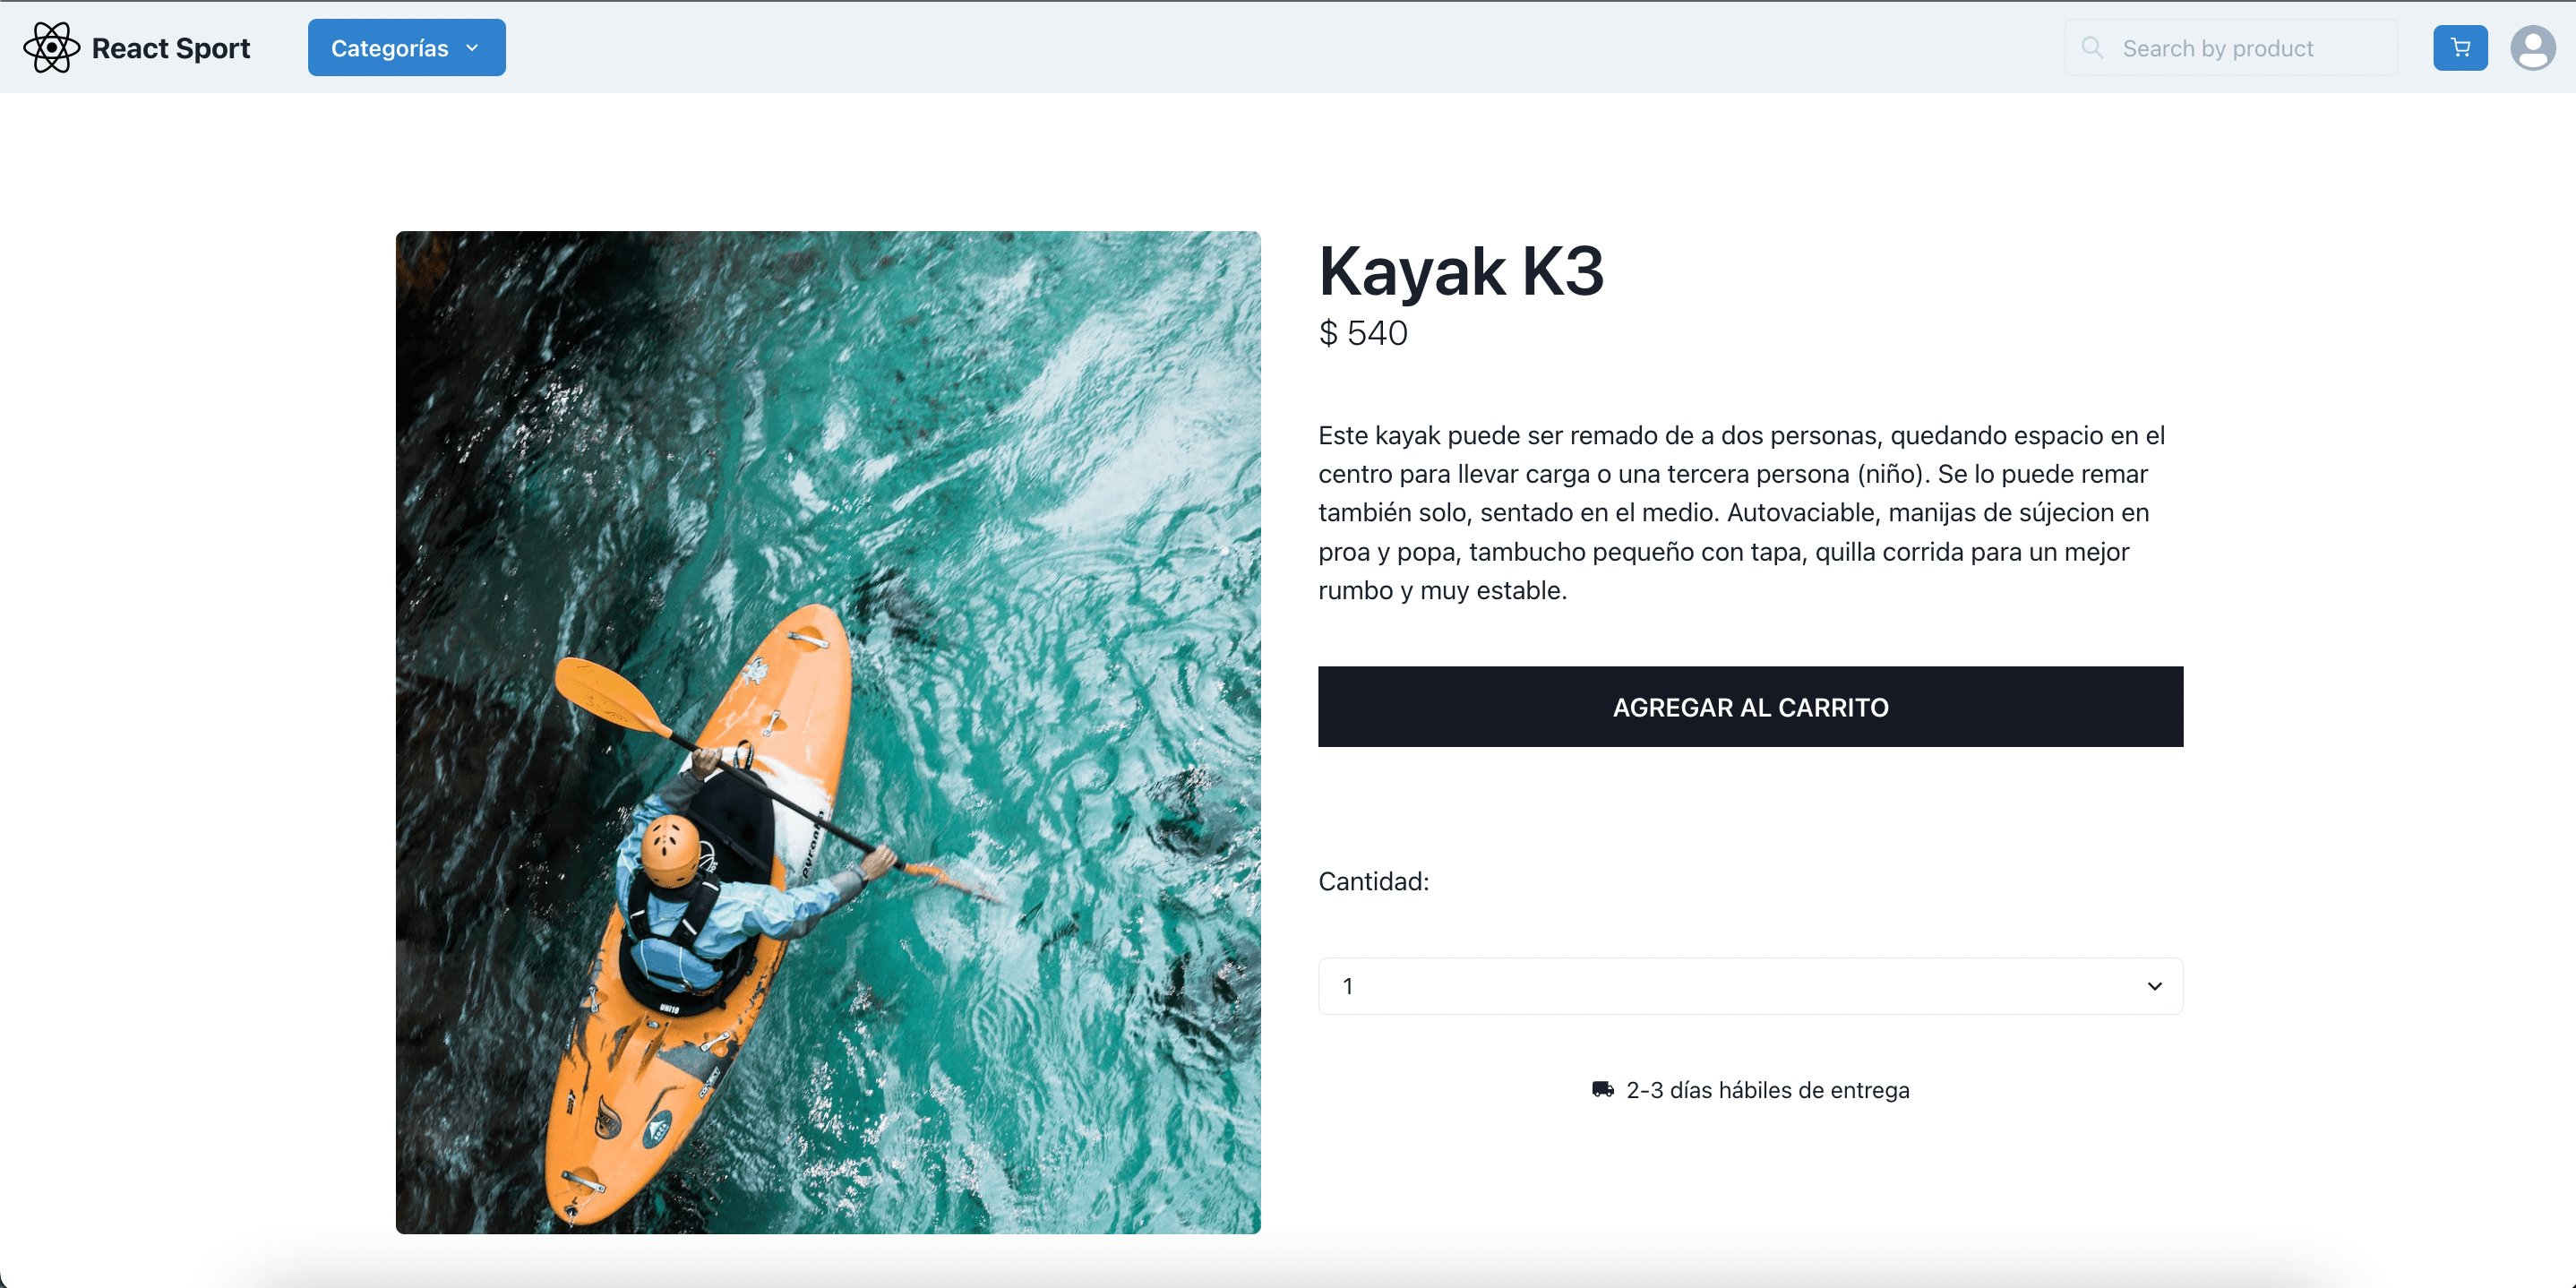 React Sport
Categorías
Search by product
Kayak K3
$ 540
Este kayak puede ser remado de a dos personas, quedando espacio en el
centro para llevar carga o una tercera persona (niño). Se lo puede remar
también solo, sentado en el medio. Autovaciable, manijas de sújecion en
proa y popa, tambucho pequeño con tapa, quilla corrida para un mejor
rumbo y muy estable.
AGREGAR AL CARRITO
Cantidad:
1
2-3 días hábiles de entrega
pyranha